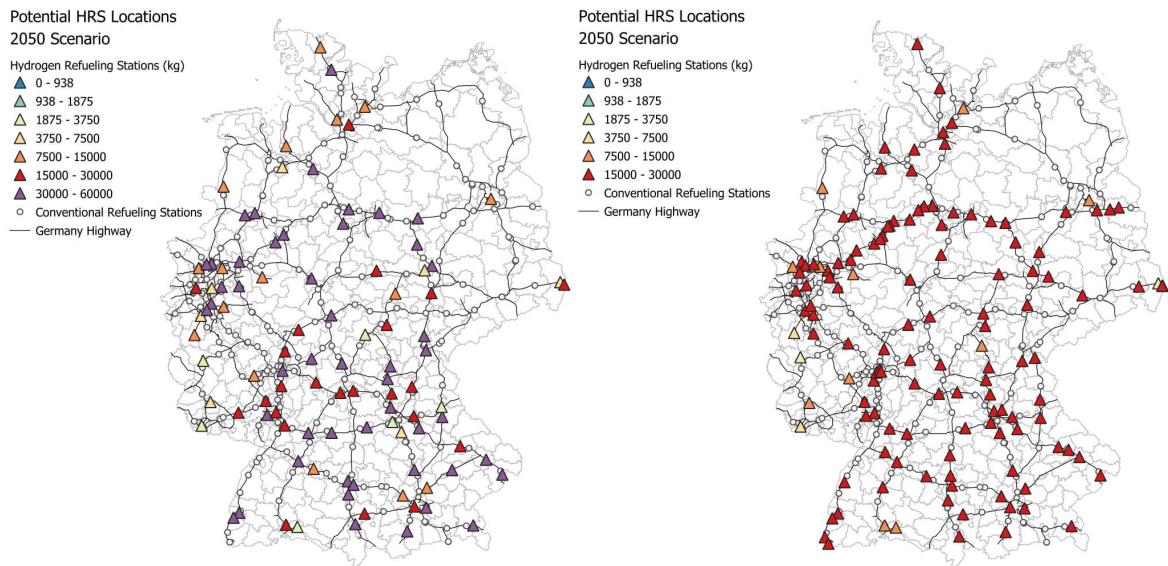 Potential HRS Locations
2050 Scenario
Hydrogen Refueling Stations (kg)
0 - 938
938 - 1875
1875 - 3750
3750 - 7500
7500 - 15000
15000 - 30000
30000 - 60000
Conventional Refueling Stations
Germany Highway
Potential HRS Locations
2050 Scenario
Hydrogen Refueling Stations (kg)
0 - 938
938 - 1875
1875 - 3750
3750 - 7500
7500 - 15000
15000 - 30000
Conventional Refueling Stations
Germany Highway